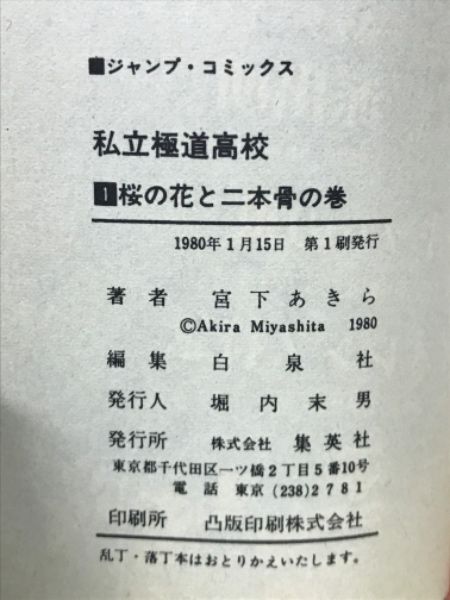 ■ジャンプ・コミックス
私立極道高校
1桜の花と二本骨の巻
1980年1月15日 第1刷発行
著者 宮下あきら
©Akira Miyashita 1980
編集 白泉社
発行人 堀内末男
発行所 株式会社 集英社
東京都千代田区一ツ橋2丁目5番10号
電話 東京(238)2781
印刷所 凸版印刷株式会社
乱丁・落丁本はおとりかえいたします。